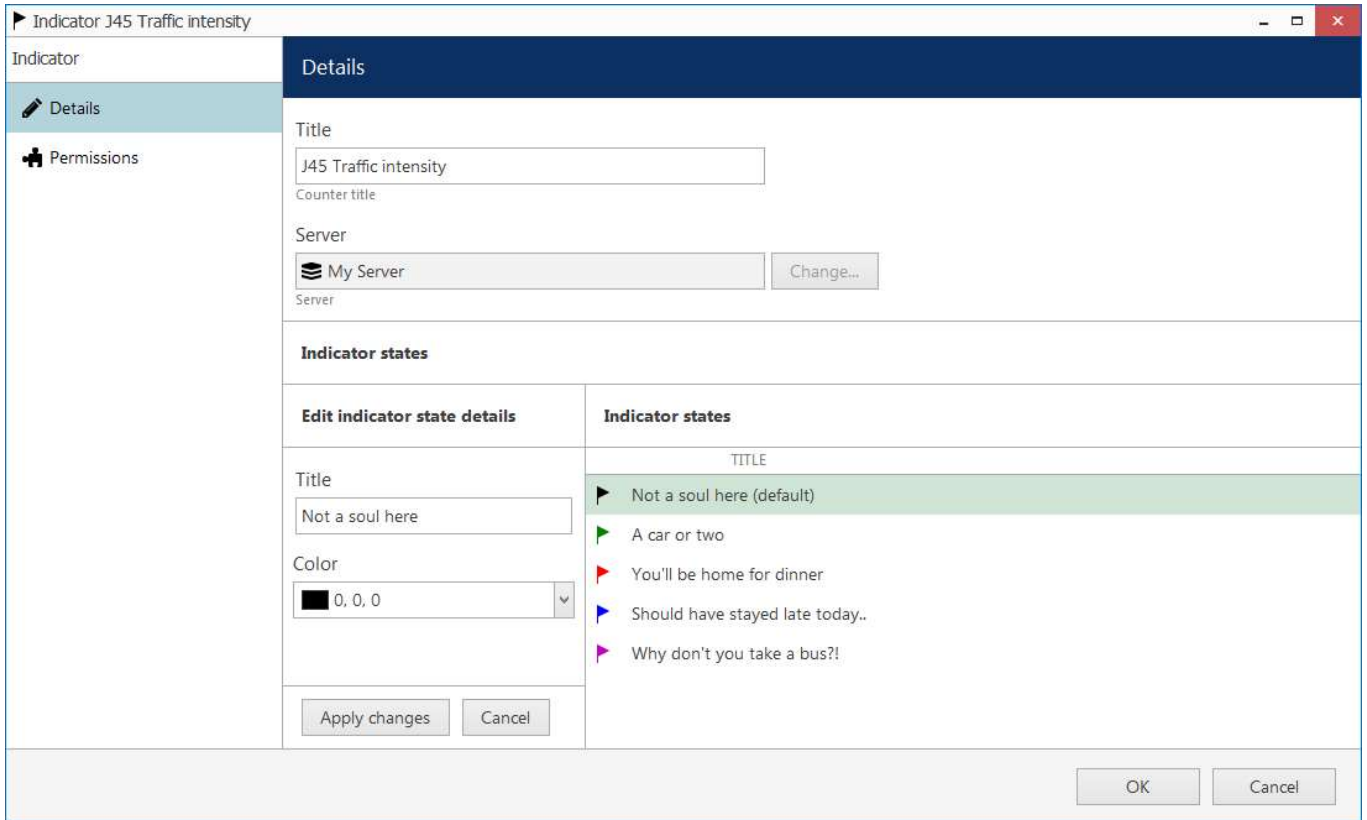 Indicator J45 Traffic intensity
Indicator
Details
Permissions
Details
Title
J45 Traffic intensity
Counter title
Server
My Server
Change...
Server
Indicator states
Edit indicator state details
Title
Not a soul here
Color
0, 0, 0
Apply changes
Cancel
Indicator states
TITLE
Not a soul here (default)
A car or two
You'll be home for dinner
Should have stayed late today..
Why don't you take a bus?!
OK
Cancel